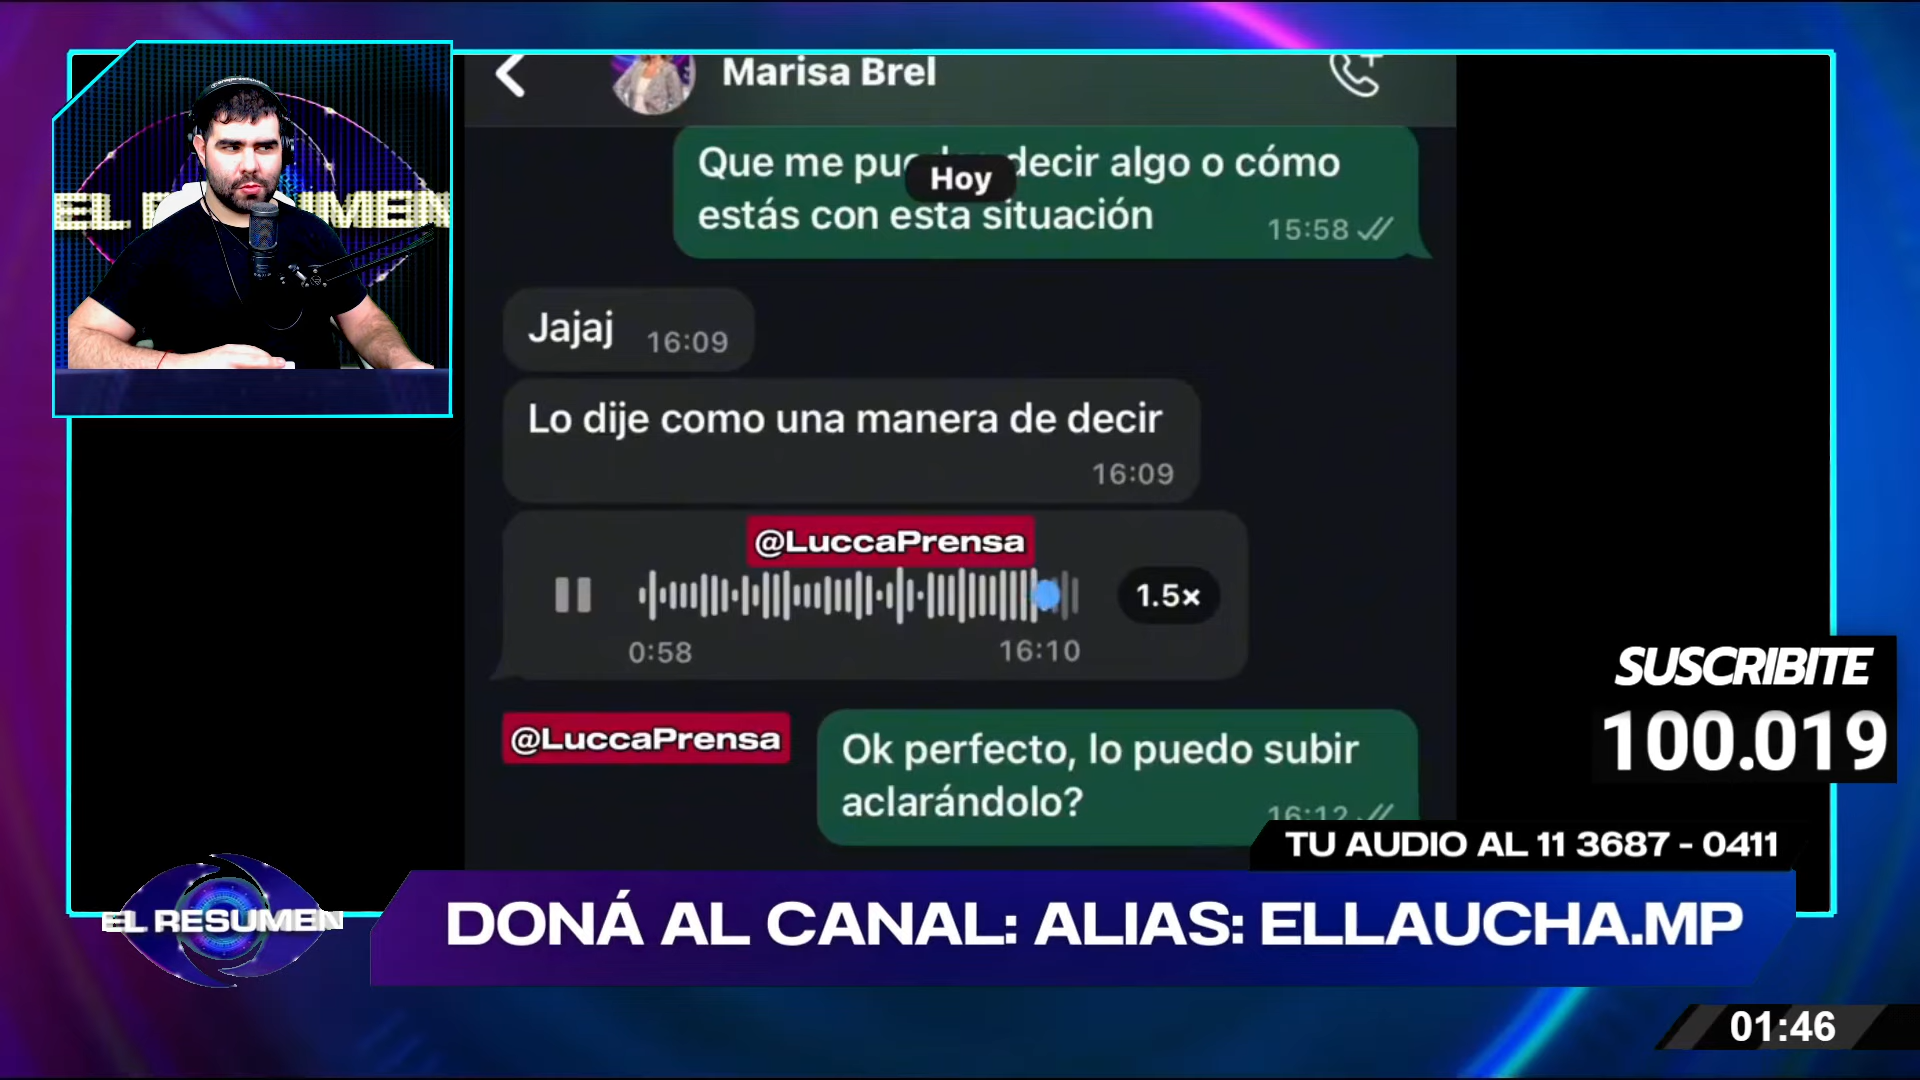 Marisa Brel
Que me pue decir algo o cómo
Hoy
estás con esta situación
15:58
Jajaj
16:09
Lo dije como una manera de decir
16:09
@LuccaPrensa
1.5×
0:58
16:10
@LuccaPrensa
Ok perfecto, lo puedo subir
aclarándolo?
16:12
SUSCRIBITE
100.019
TU AUDIO AL 11 3687 - 0411
EL RESUMEN
DONÁ AL CANAL: ALIAS: ELLAUCHA.MP
01:46